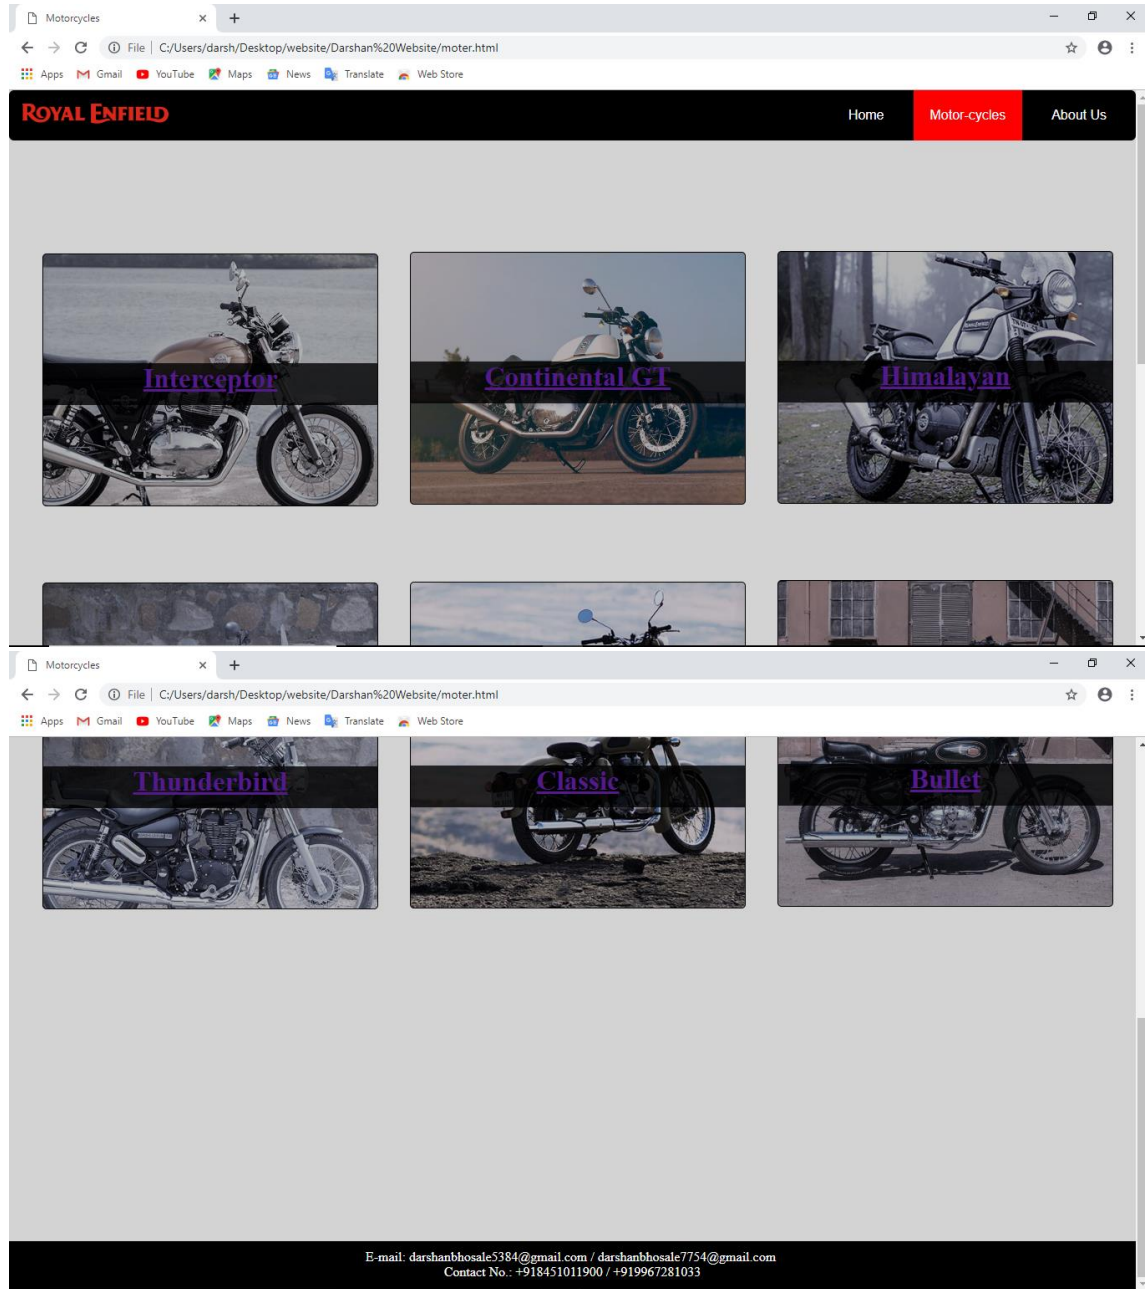 Motorcycles
File | C:/Users/darsh/Desktop/website/Darshan%20Website/moter.html
Apps Gmail YouTube Maps News Translate Web Store
ROYAL ENFIELD Home Motor-cycles About Us
Interceptor Continental GT Himalayan
Motorcycles
File | C:/Users/darsh/Desktop/website/Darshan%20Website/moter.html
Apps Gmail YouTube Maps News Translate Web Store
Thunderbird Classic Bullet
E-mail: darshanbhosale5384@gmail.com / darshanbhosale7754@gmail.com
Contact No.: +918451011900 / +919967281033